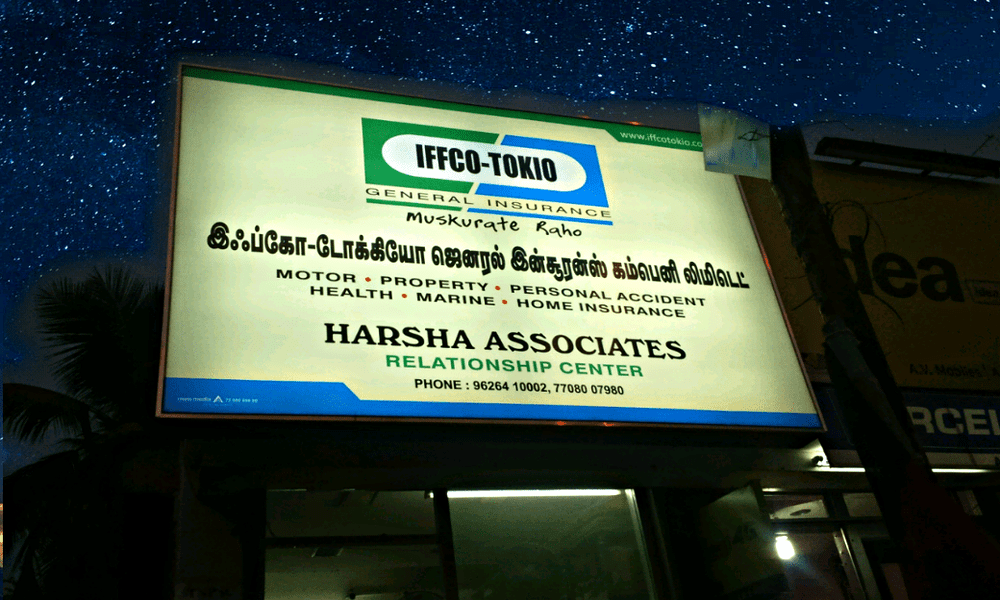 www.iffcotokio.co
IFFCO-TOKIO
GENERAL INSURANCE
Muskurate Raho
இஃப்கோ-டோக்கியோ ஜெனரல் இன்சூரன்ஸ் கம்பெனி லிமிடெட்
MOTOR • PROPERTY • PERSONAL ACCIDENT
HEALTH • MARINE • HOME INSURANCE
HARSHA ASSOCIATES
RELATIONSHIP CENTER
PHONE : 96264 10002, 77080 07980
dea
A.V. Mobiles
RCEL